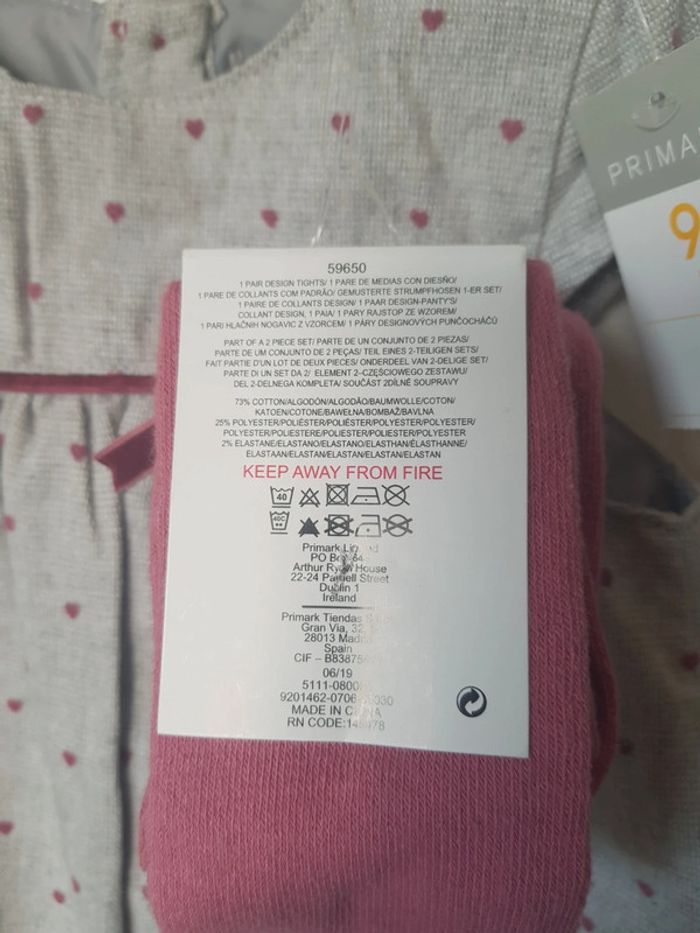 PRIMA
9
59650
1 PAIR DESIGN TIGHTS/ 1 PARE DE MEDIAS CON DIESÑO/
1 PARE DE COLLANTS COM PADRÃO/ GEMUSTERTE STRUMPFHOSEN 1-ER SET/
1 PAIRE DE COLLANTS DESIGN/ 1 PAAR DESIGN-PANTY'S/
COLLANT DESIGN, 1 PAIA/ 1 PARY RAJSTOP ZE WZOREM/
1 PAR/ HLAČNIH NOGAVIC Z VZORCEM/ 1 PÁRY DESIGNOVÝCH PUNČOCHÁČŮ
PART OF A 2 PIECE SET/ PARTE DE UN CONJUNTO DE 2 PIEZAS/
PARTE DE UM CONJUNTO DE 2 PEÇAS/ TEIL EINES 2-TEILIGEN SETS/
FAIT PARTIE D'UN LOT DE DEUX PIECES/ ONDERDEEL VAN 2-DELIGE SET/
PARTE DI UN SET DA 2/ ELEMENT 2-CZĘŚCIOWEGO ZESTAWU/
DEL 2-DELNEGA KOMPLETA/ SOUČÁST 2DÍLNÉ SOUPRAVY
73% COTTON/ALGODÓN/ALGODÃO/BAUMWOLLE/COTON/
KATOEN/COTONE/BAWEŁNA/BOMBAŽ/BAVLNA
25% POLYESTER/POLIÉSTER/POLIÉSTER/POLYESTER/POLYESTER/
POLYESTER/POLIESTERE/POLIESTER/POLIESTER/POLYESTER
2% ELASTANE/ELASTANO/ELASTANO/ELASTHAN/ÉLASTHANNE/
ELASTAAN/ELASTAN/ELASTAN/ELASTAN/ELASTAN
KEEP AWAY FROM FIRE
40
40C
Primark
PO
Arthur Ryan House
22-24 Parnell Street
Dublin 1
Ireland
Primark Tiendas
Gran Via, 32
28013
Spain
CIF –
06/19
MADE IN CHINA
RN CODE: